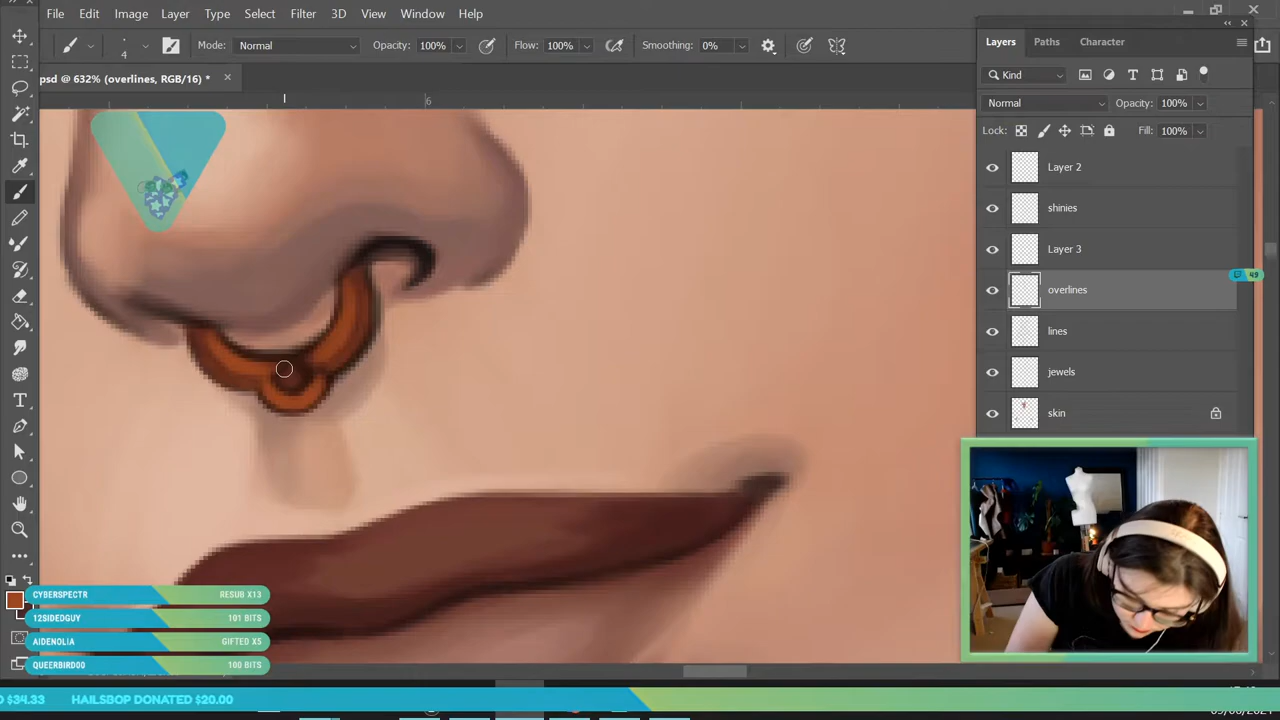 File Edit Image Layer Type Select Filter 3D View Window Help
4 Mode: Normal Opacity: 100% Flow: 100% Smoothing: 0%
psd @ 632% (overlines, RGB/16) *
6
Layers Paths Character
Kind
Normal Opacity: 100%
Lock: Fill: 100%
Layer 2
shinies
Layer 3
49
overlines
lines
jewels
skin
CYBERSPECTR RESUB X13
12SIDEDGUY 101 BITS
AIDENOLIA GIFTED X5
QUEERBIRD00 100 BITS
$34.33 HAILSBOP DONATED $20.00